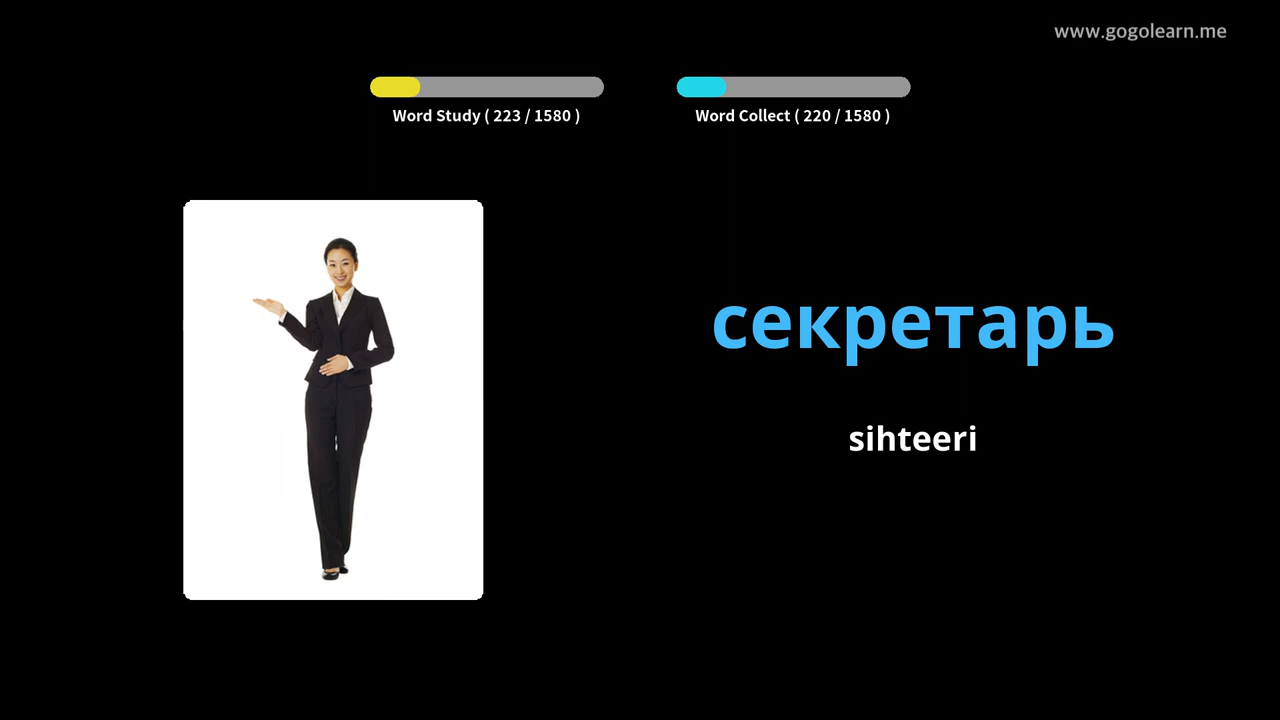 www.gogolearn.me
Word Study ( 223 / 1580 )
Word Collect ( 220 / 1580 )
секретарь
sihteeri